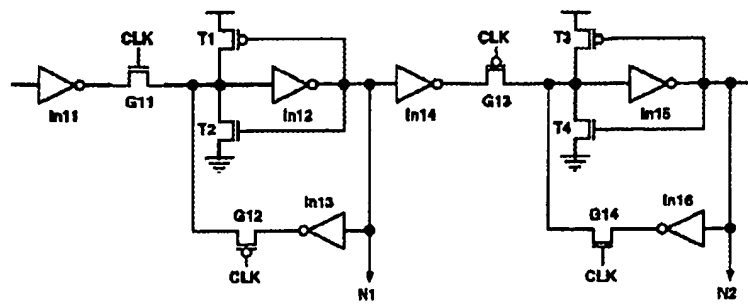 CLK
T1
CLK
T3
In11
G11
In12
In14
G13
In15
T2
T4
In13
G12
CLK
N1
In16
G14
CLK
N2